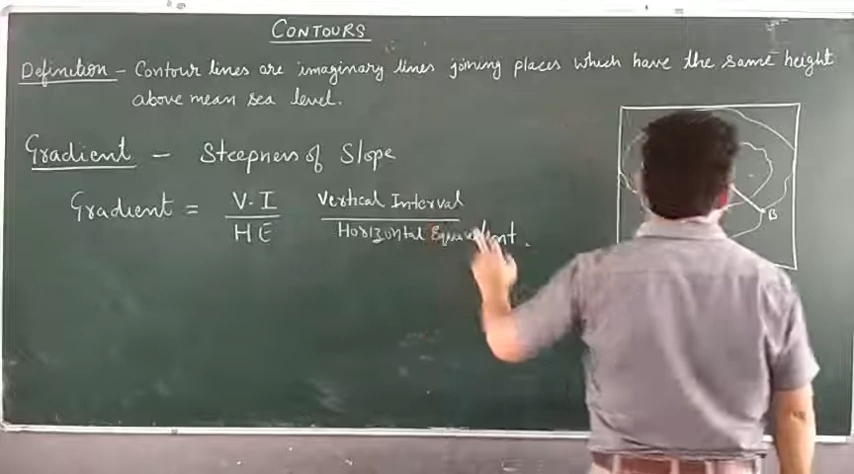 CONTOURS
Definition - Contour lines are imaginary lines joining places which have the same height
above mean sea level.
Gradient - Steepness of Slope
Gradient = V.I Vertical Interval
HE Horizontal Equivalent.
B